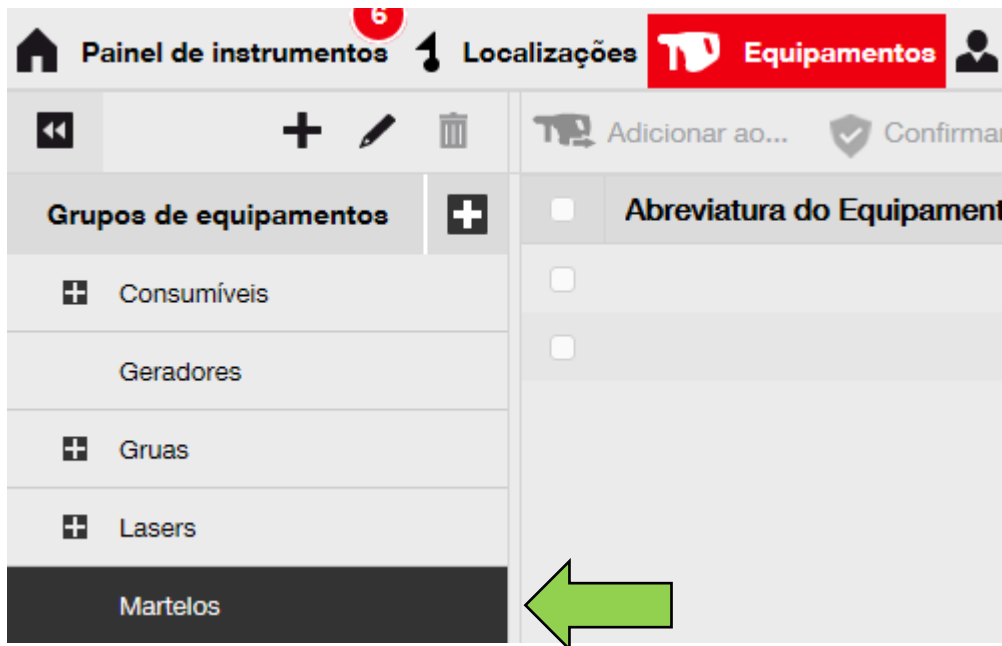 6
Painel de instrumentos Localizações Equipamentos
Adicionar ao... Confirmar
Grupos de equipamentos Abreviatura do Equipament
Consumíveis
Geradores
Gruas
Lasers
Martelos